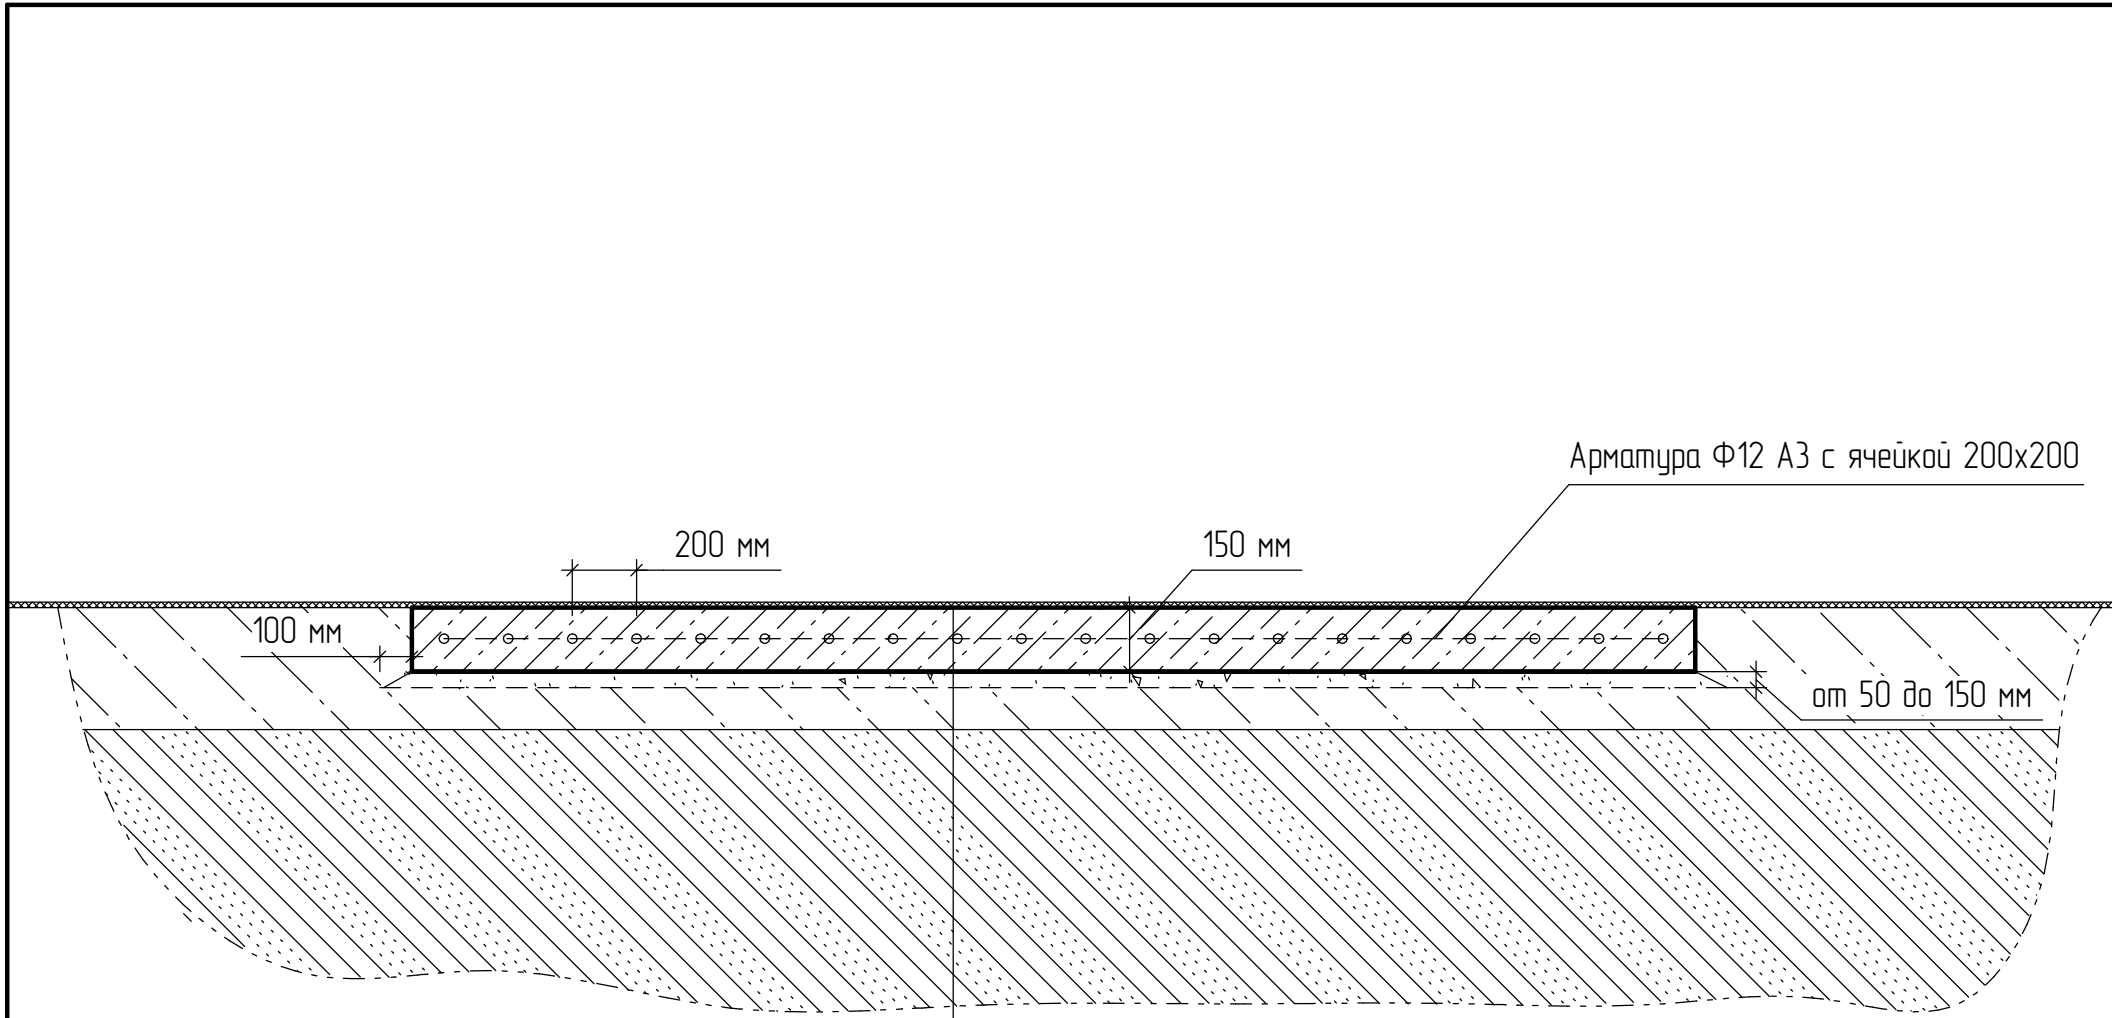 Арматура Ф12 А3 с ячейкой 200х200
200 мм
150 мм
100 мм
от 50 до 150 мм